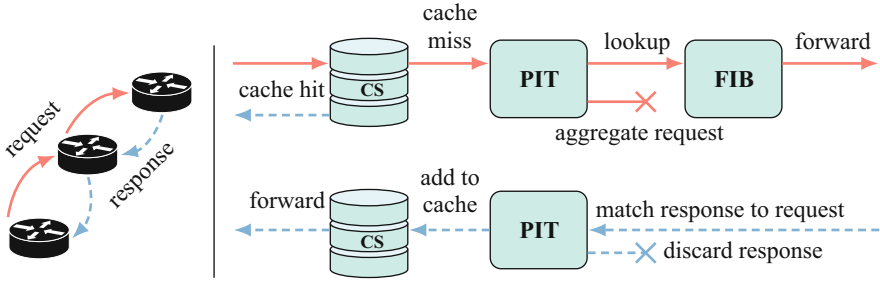 request
response
cache
miss
lookup
forward
cache hit
CS
PIT
FIB
aggregate request
forward
add to
cache
CS
PIT
match response to request
discard response